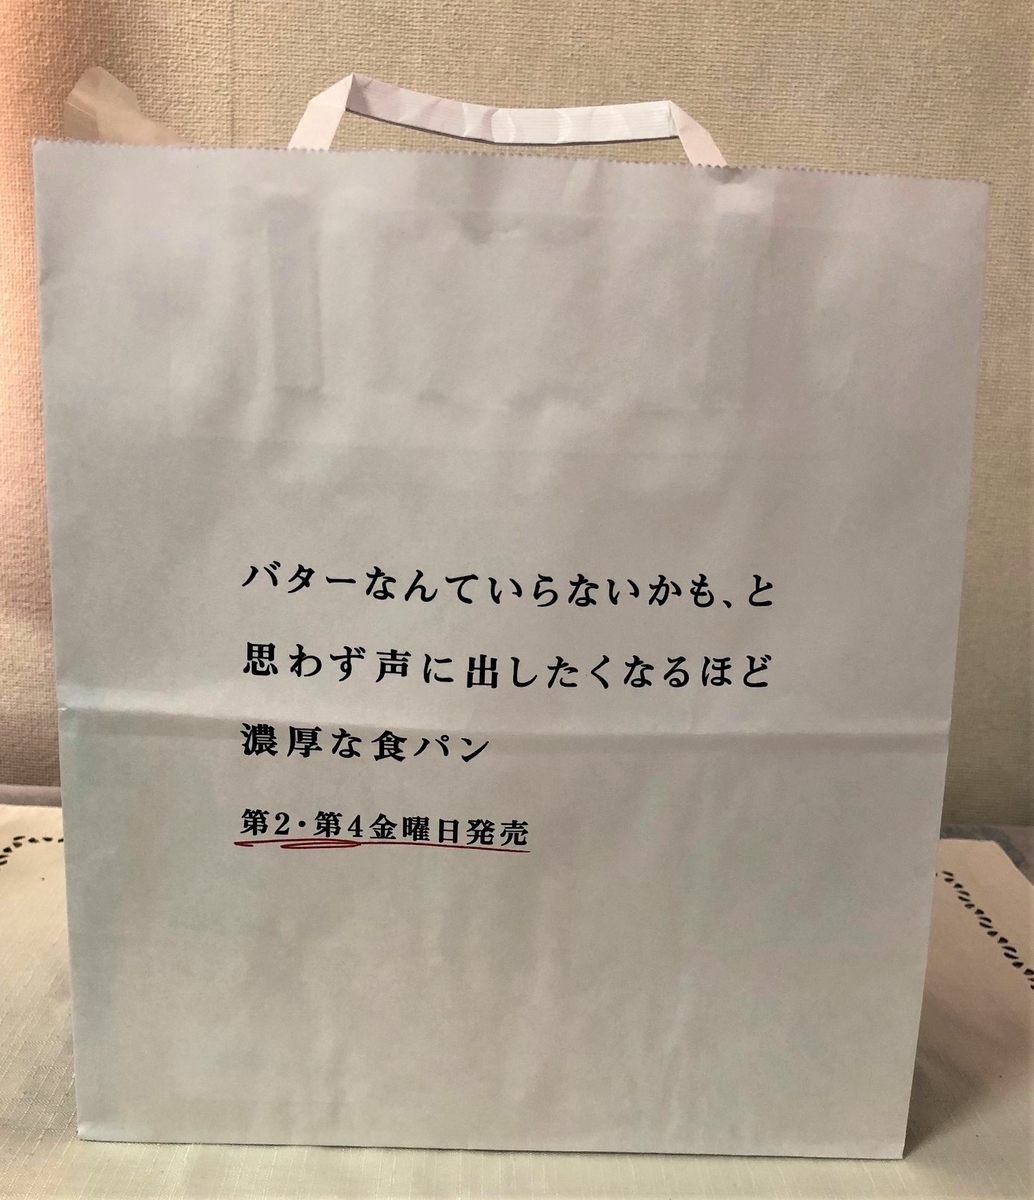 バターなんていらないかも、と
思わず声に出したくなるほど
濃厚な食パン
第2・第4金曜日発売